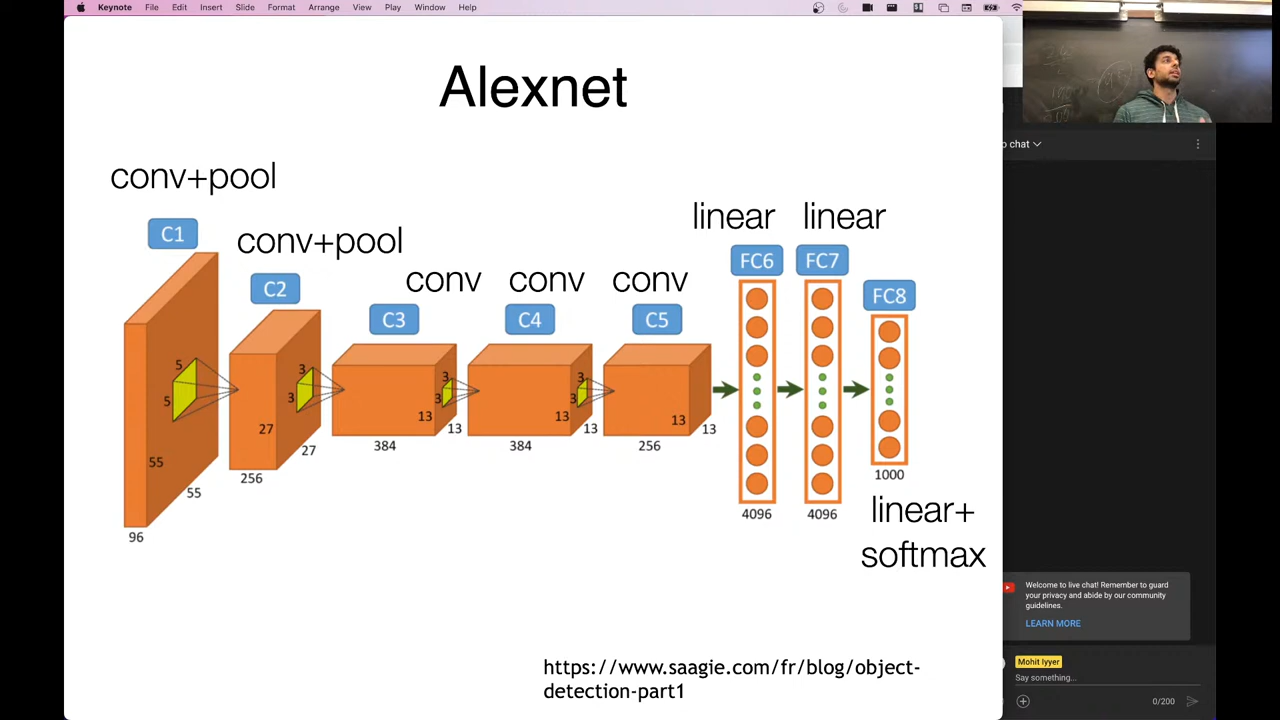 Keynote File Edit Insert Slide Format Arrange View Play Window Help
Alexnet
conv+pool
C1
conv+pool
C2
conv conv conv
C3 C4 C5
linear linear
FC6 FC7
FC8
5
5
3
3
3
3
3
3
55
55
96
27
27
256
13
13
384
13
13
384
13
13
256
4096
4096
1000
linear+
softmax
https://www.saagie.com/fr/blog/object-
detection-part1
chat
Welcome to live chat! Remember to guard
your privacy and abide by our community
guidelines.
LEARN MORE
Mohit Iyyer
Say something...
0/200